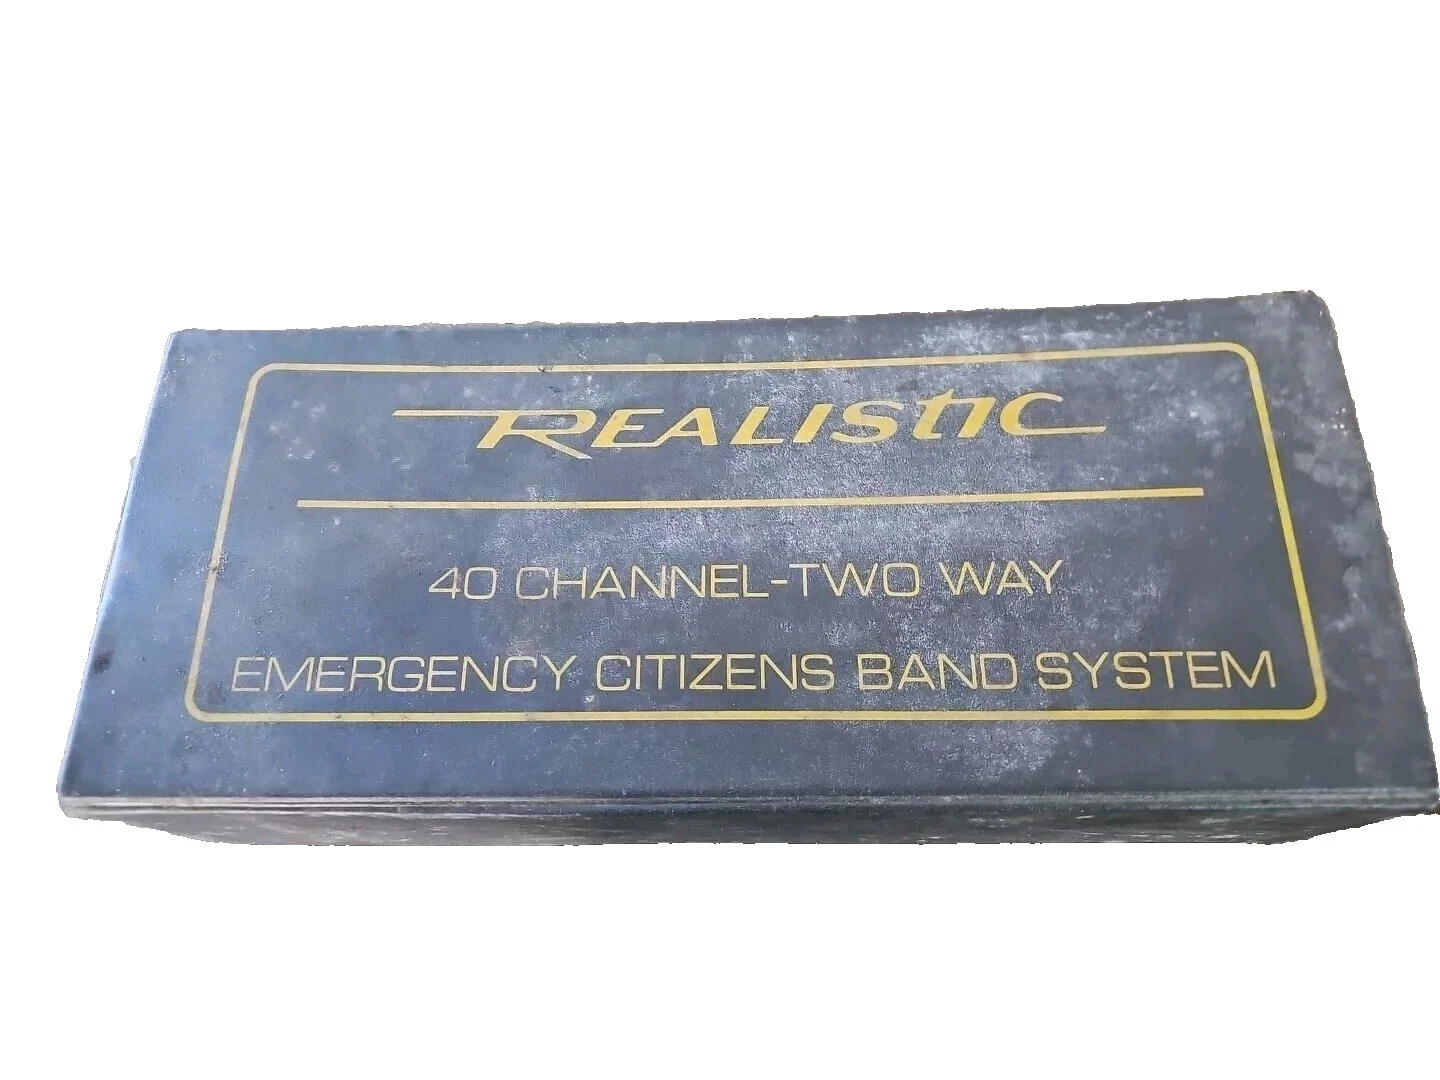 REALISTIC
40 CHANNEL-TWO WAY
EMERGENCY CITIZENS BAND SYSTEM